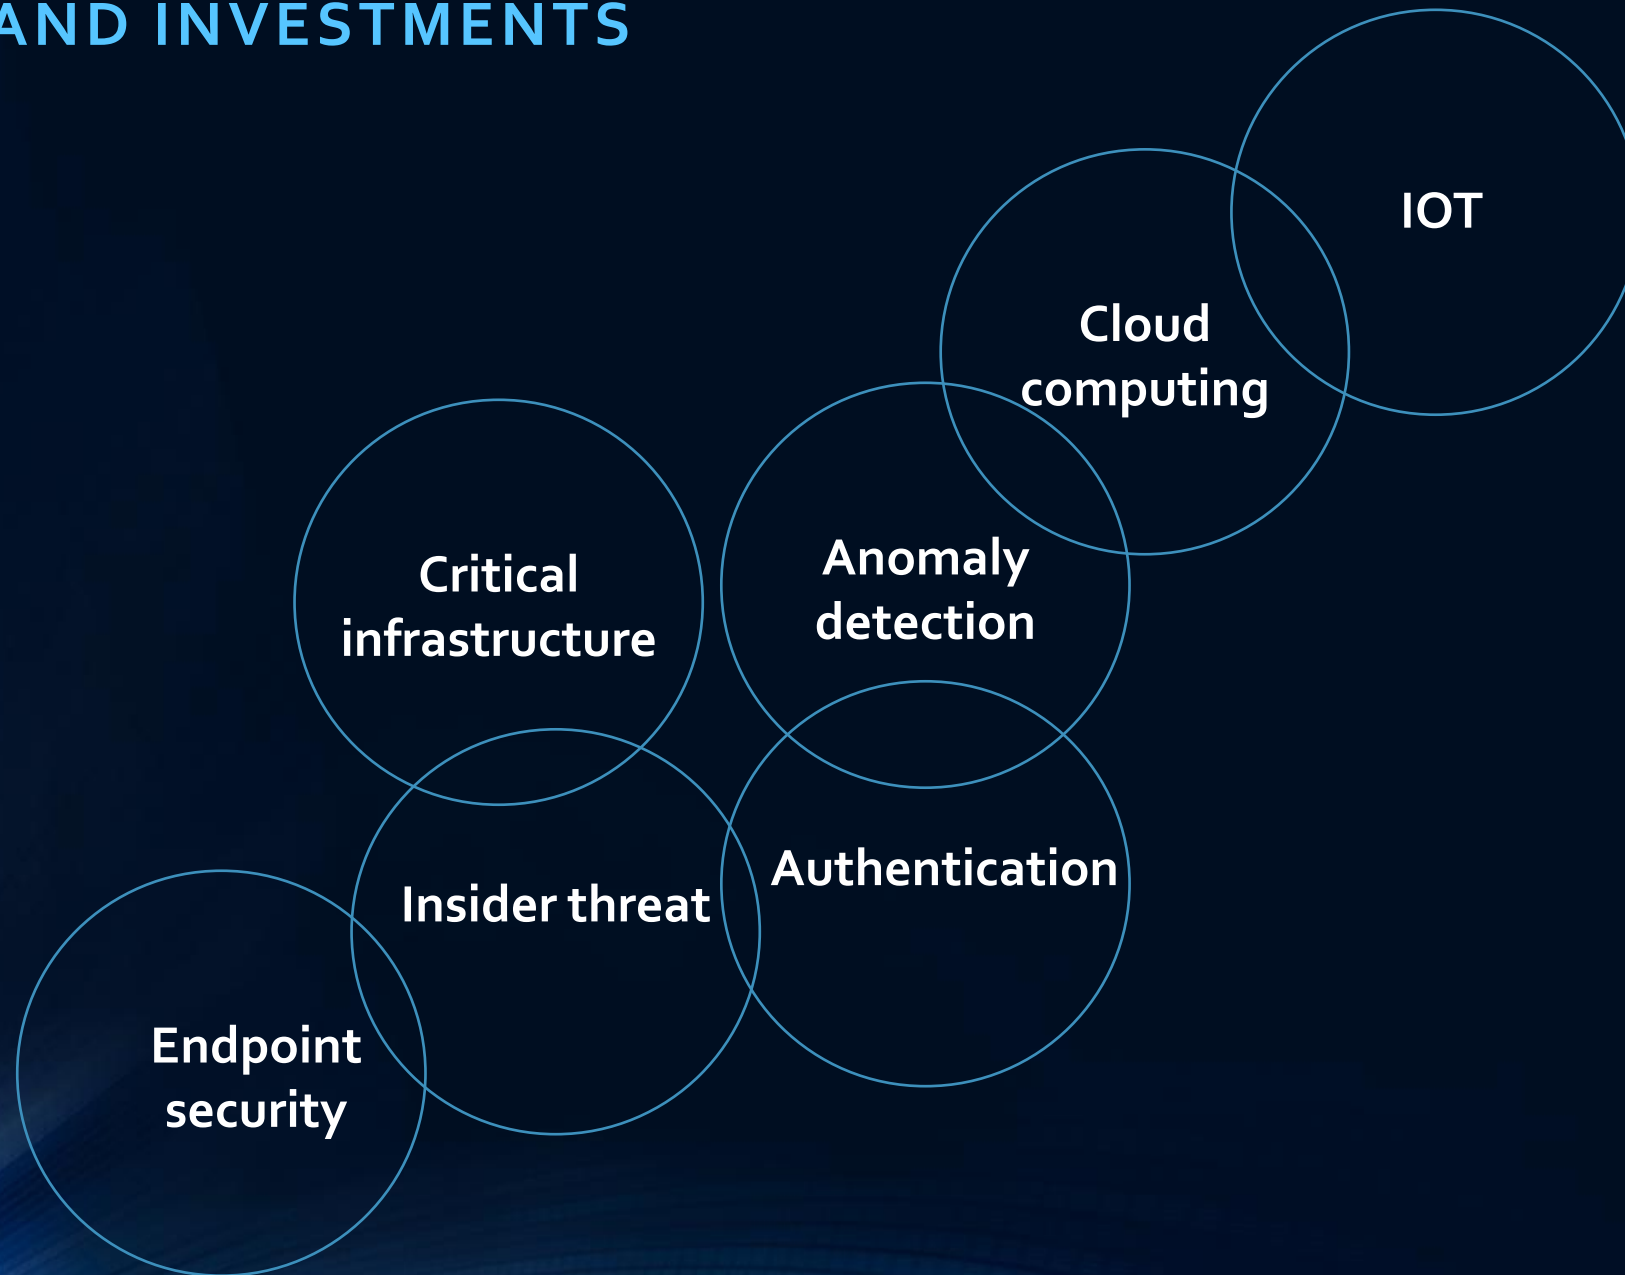 AND INVESTMENTS
IOT
Cloud
computing
Critical
infrastructure
Anomaly
detection
Insider threat
Authentication
Endpoint
security